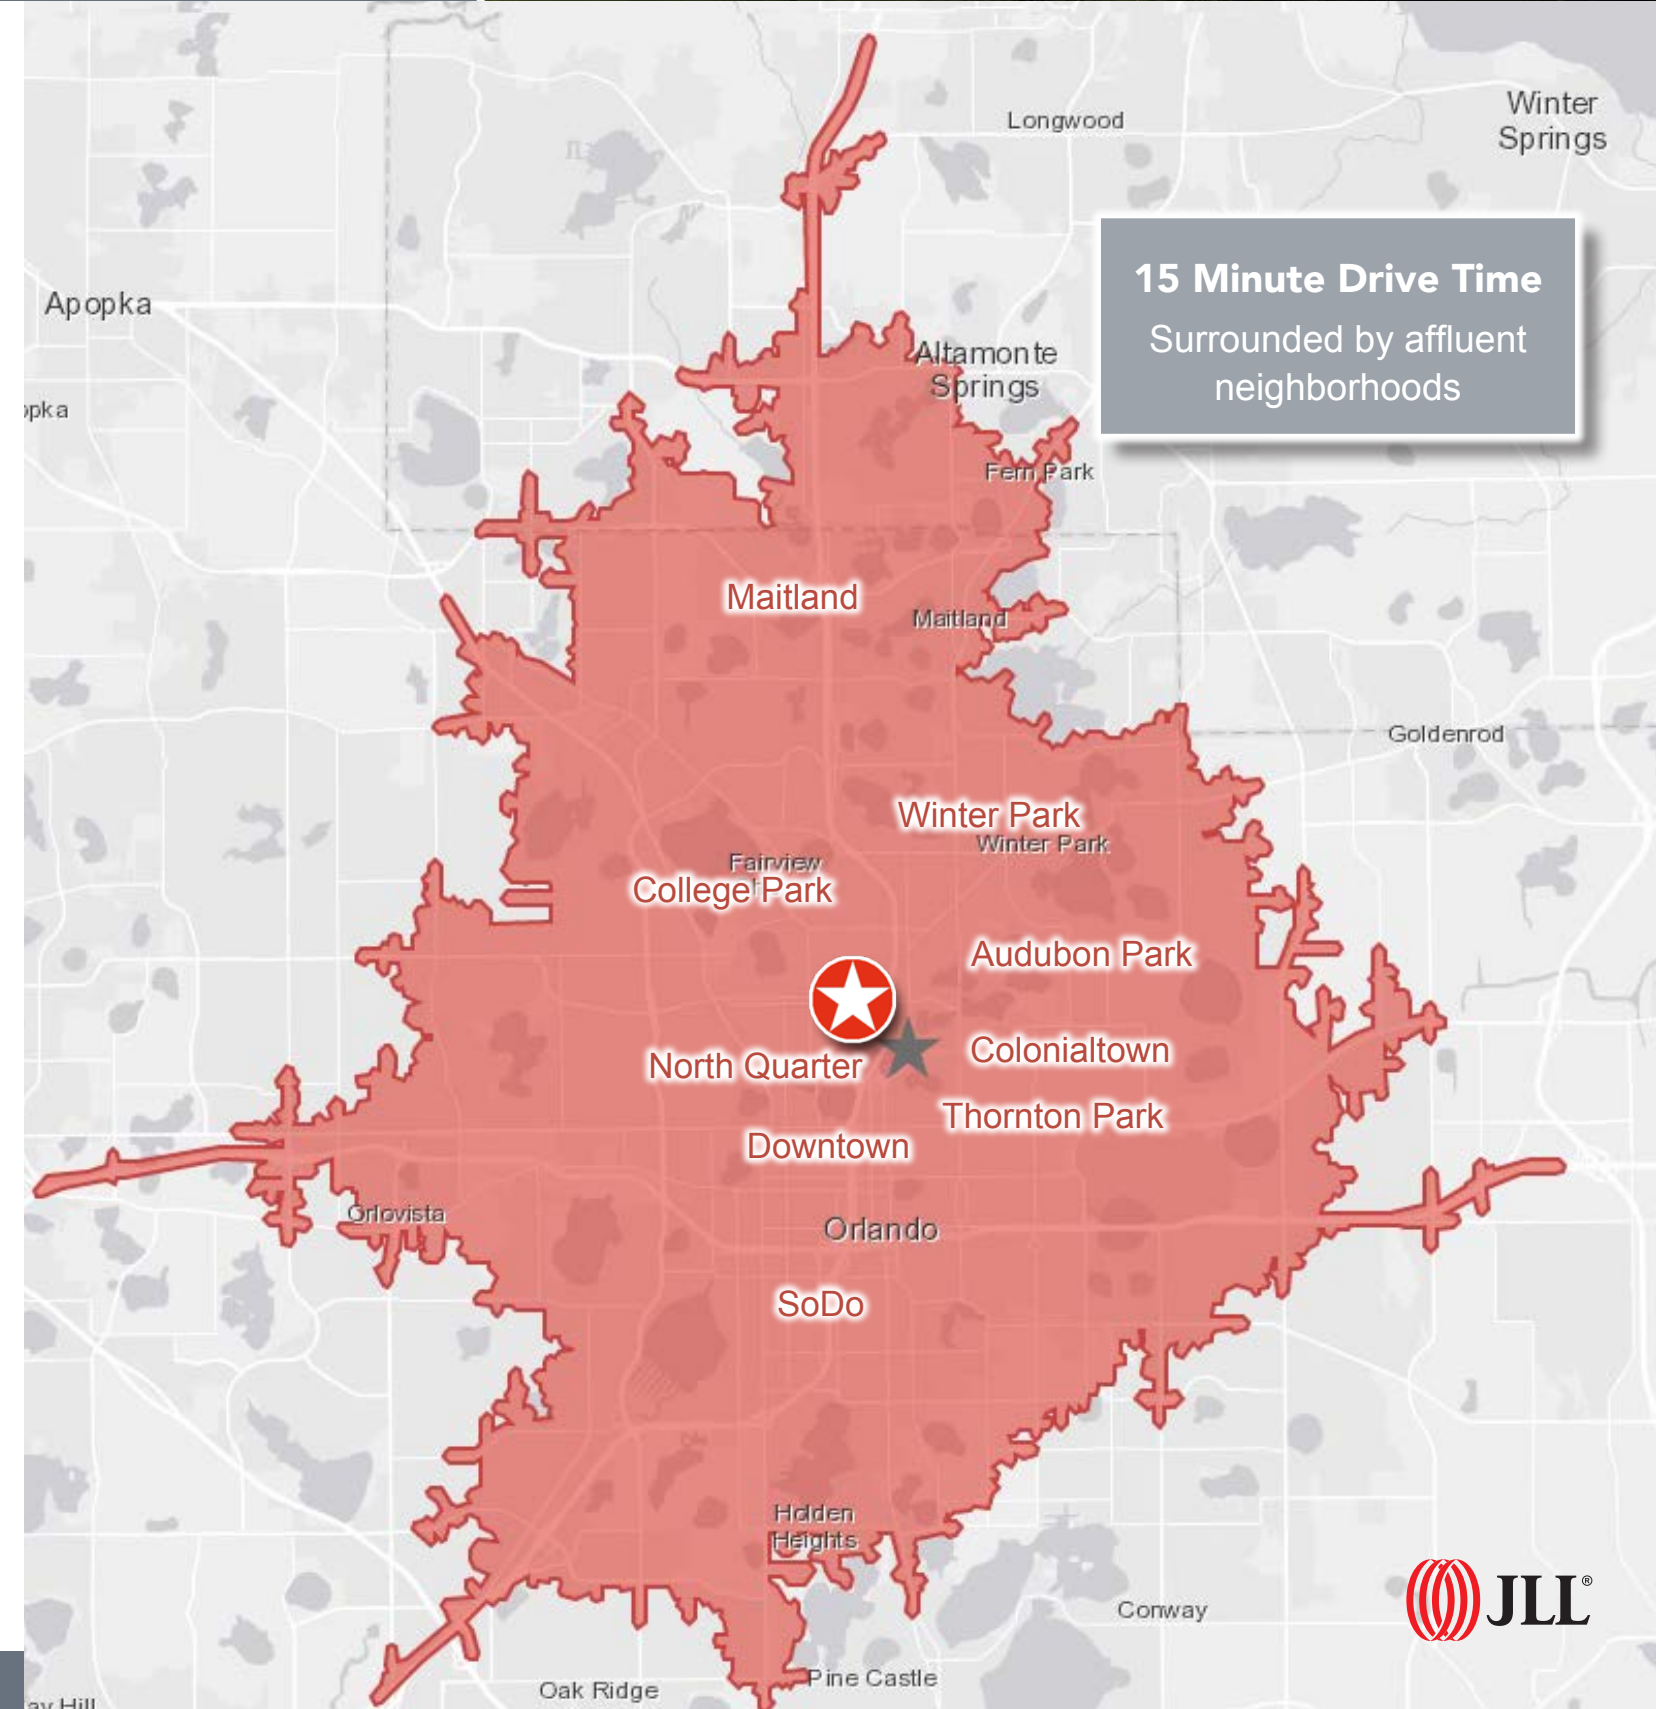 Longwood
Winter
Springs
15 Minute Drive Time
Surrounded by affluent
neighborhoods
Apopka
Altamonte
Springs
Fern Park
Maitland
Maitland
Goldenrod
Winter Park
Winter Park
Fairview
College Park
Audubon Park
North Quarter
Colonialtown
Thornton Park
Downtown
Orlovista
Orlando
SoDo
Holden
Heights
Conway
JLL®
Pine Castle
Oak Ridge